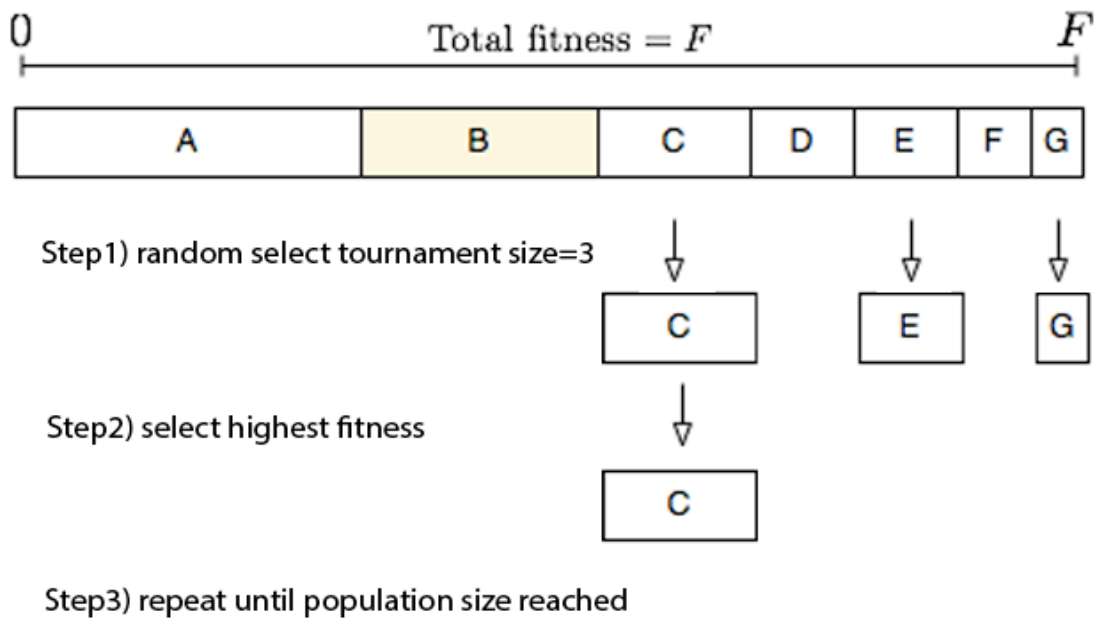 0 Total fitness = F F
A B C D E F G
Step1) random select tournament size=3
C E G
Step2) select highest fitness
C
Step3) repeat until population size reached